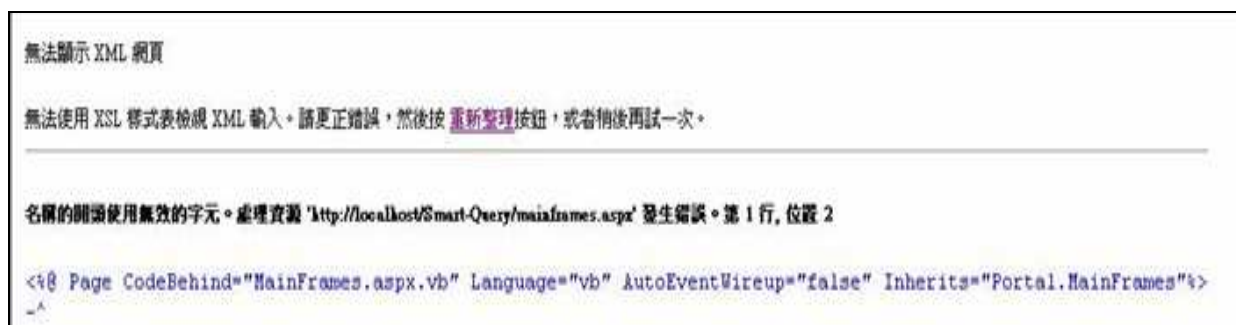 無法顯示 XML 網頁
無法使用 XSL 樣式表檢視 XML 輸入。請更正錯誤，然後按 重新整理按鈕，或者稍後再試一次。
名稱的開頭使用無效的字元。處理資源 'http://localhost/Smart-Query/mainframes.aspx' 發生錯誤。第 1 行, 位置 2
<%@ Page CodeBehind="MainFrames.aspx.vb" Language="vb" AutoEventWireup="false" Inherits="Portal.MainFrames"%>
-^